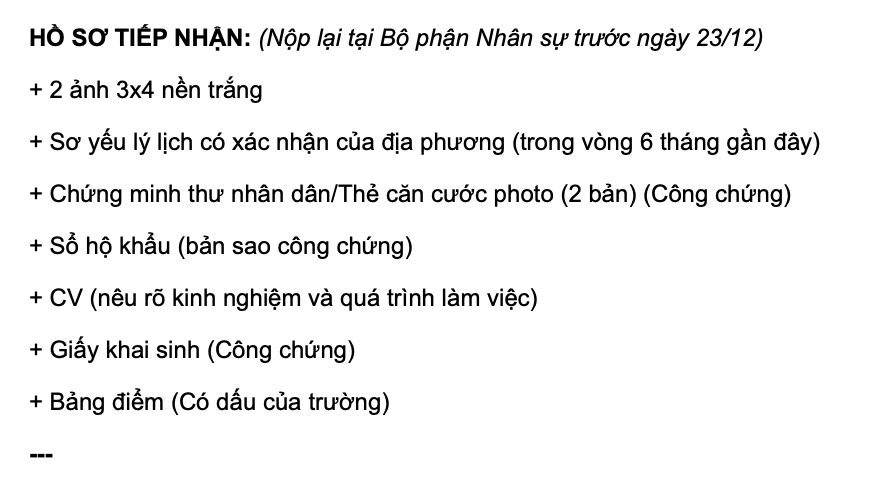 HỒ SƠ TIẾP NHẬN: (Nộp lại tại Bộ phận Nhân sự trước ngày 23/12)
+ 2 ảnh 3x4 nền trắng
+ Sơ yếu lý lịch có xác nhận của địa phương (trong vòng 6 tháng gần đây)
+ Chứng minh thư nhân dân/Thẻ căn cước photo (2 bản) (Công chứng)
+ Sổ hộ khẩu (bản sao công chứng)
+ CV (nêu rõ kinh nghiệm và quá trình làm việc)
+ Giấy khai sinh (Công chứng)
+ Bảng điểm (Có dấu của trường)
---